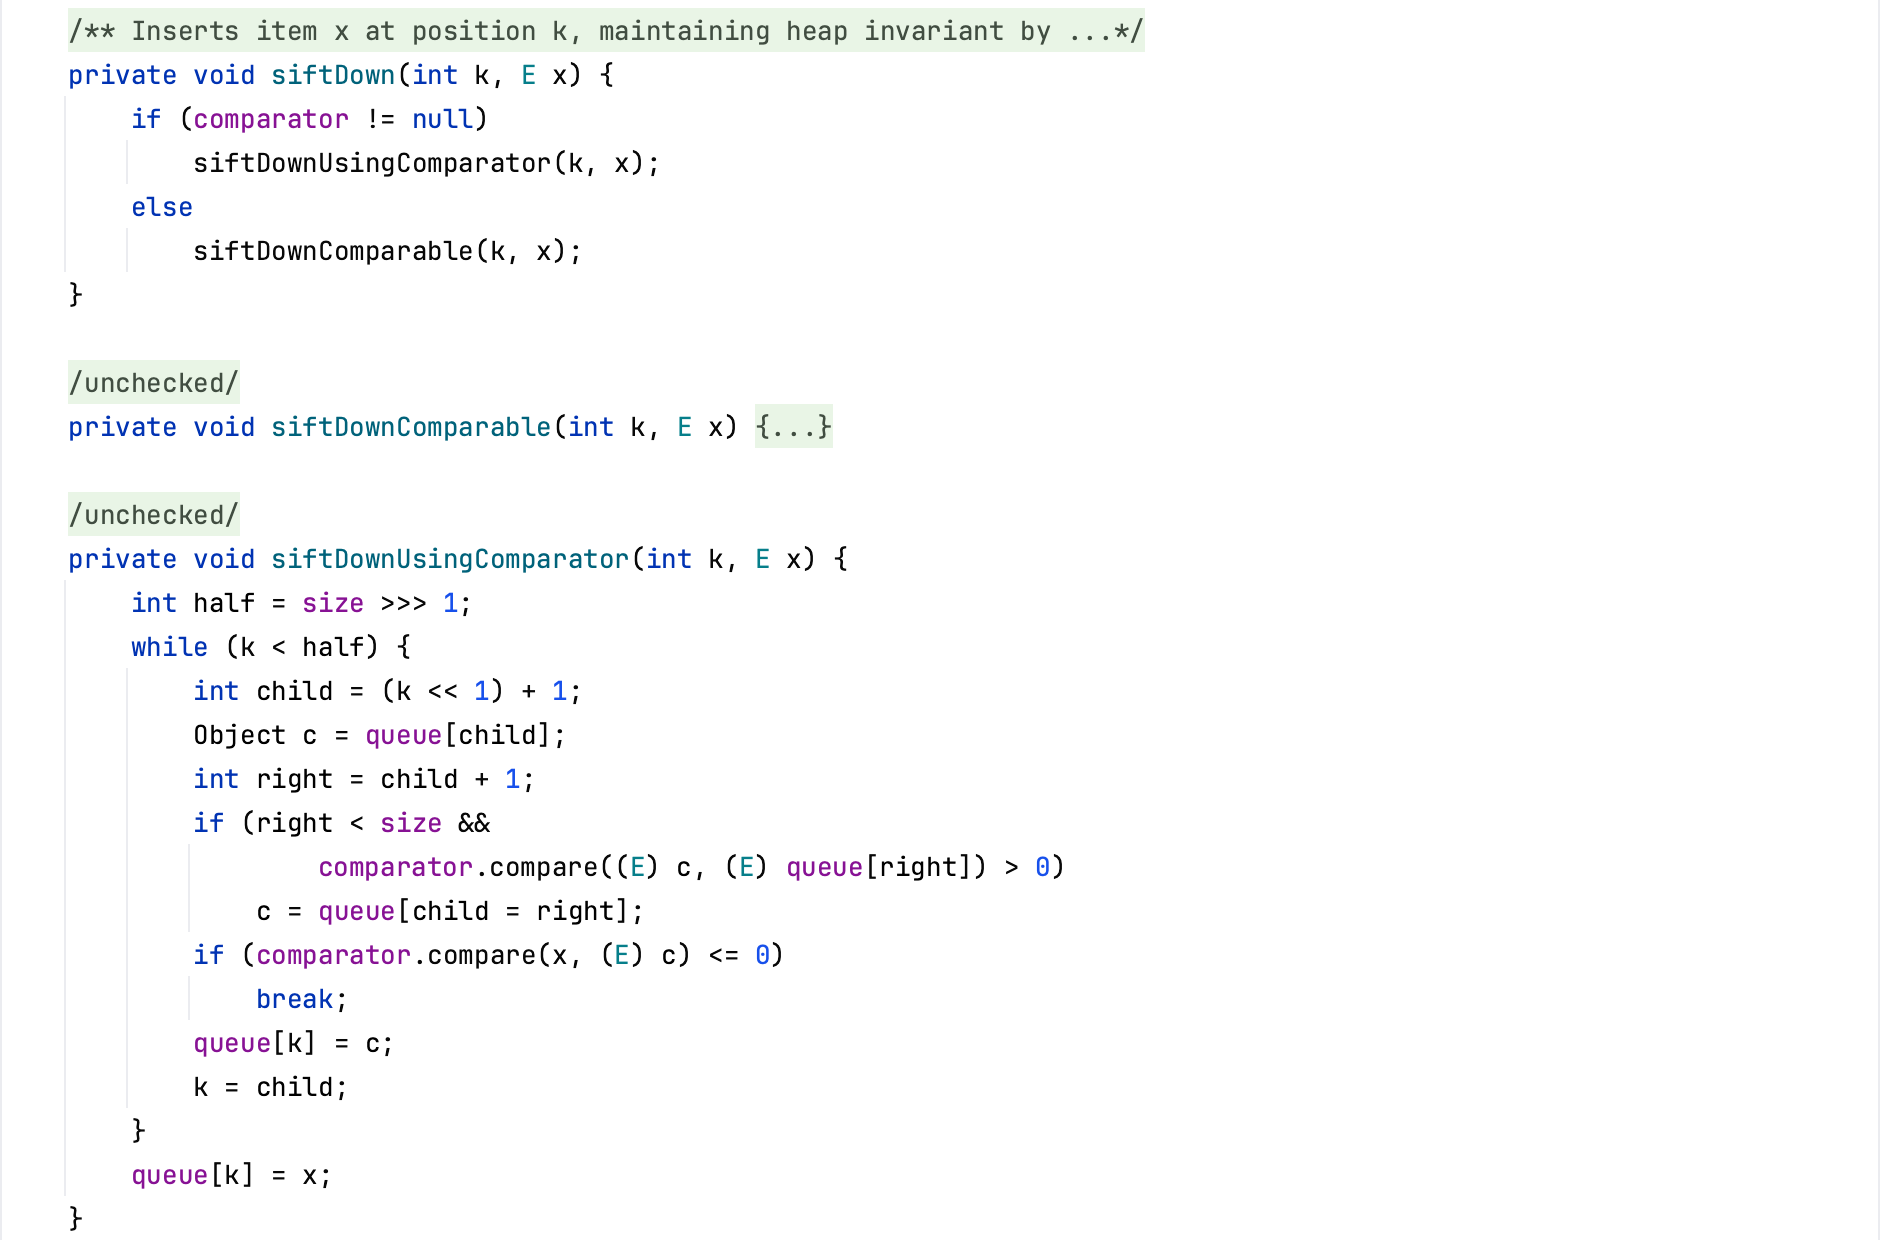 /** Inserts item x at position k, maintaining heap invariant by ...*/
private void siftDown(int k, E x) {
    if (comparator != null)
        siftDownUsingComparator(k, x);
    else
        siftDownComparable(k, x);
}

/unchecked/
private void siftDownComparable(int k, E x) {...}

/unchecked/
private void siftDownUsingComparator(int k, E x) {
    int half = size >>> 1;
    while (k < half) {
        int child = (k << 1) + 1;
        Object c = queue[child];
        int right = child + 1;
        if (right < size &&
                comparator.compare((E) c, (E) queue[right]) > 0)
            c = queue[child = right];
        if (comparator.compare(x, (E) c) <= 0)
            break;
        queue[k] = c;
        k = child;
    }
    queue[k] = x;
}